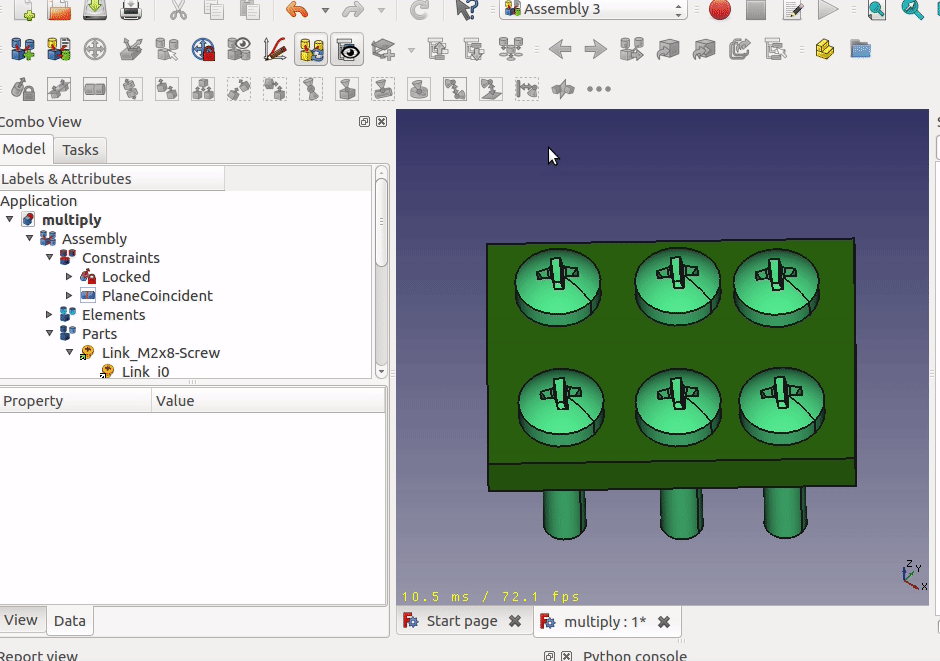 Assembly 3
Combo View
Model
Tasks
Labels & Attributes
Application
multiply
Assembly
Constraints
Locked
PlaneCoincident
Elements
Parts
Link_M2x8-Screw
Link_i0
Property
Value
View
Data
10.5 ms / 72.1 fps
Z
Y
X
Start page
multiply : 1*
Report view
Python console